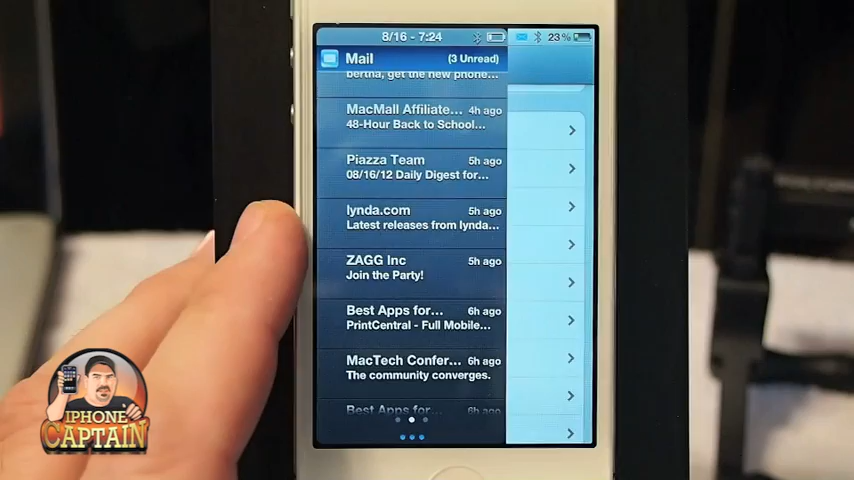 8/16 - 7:24
23%
Mail
(3 Unread)
bertha, get the new phone...
MacMall Affiliate... 4h ago
48-Hour Back to School...
Piazza Team 5h ago
08/16/12 Daily Digest for...
lynda.com 5h ago
Latest releases from lynda...
ZAGG Inc 5h ago
Join the Party!
Best Apps for... 6h ago
PrintCentral - Full Mobile...
MacTech Confer... 6h ago
The community converges.
Best Apps for... 6h ago
IPHONE
CAPTAIN